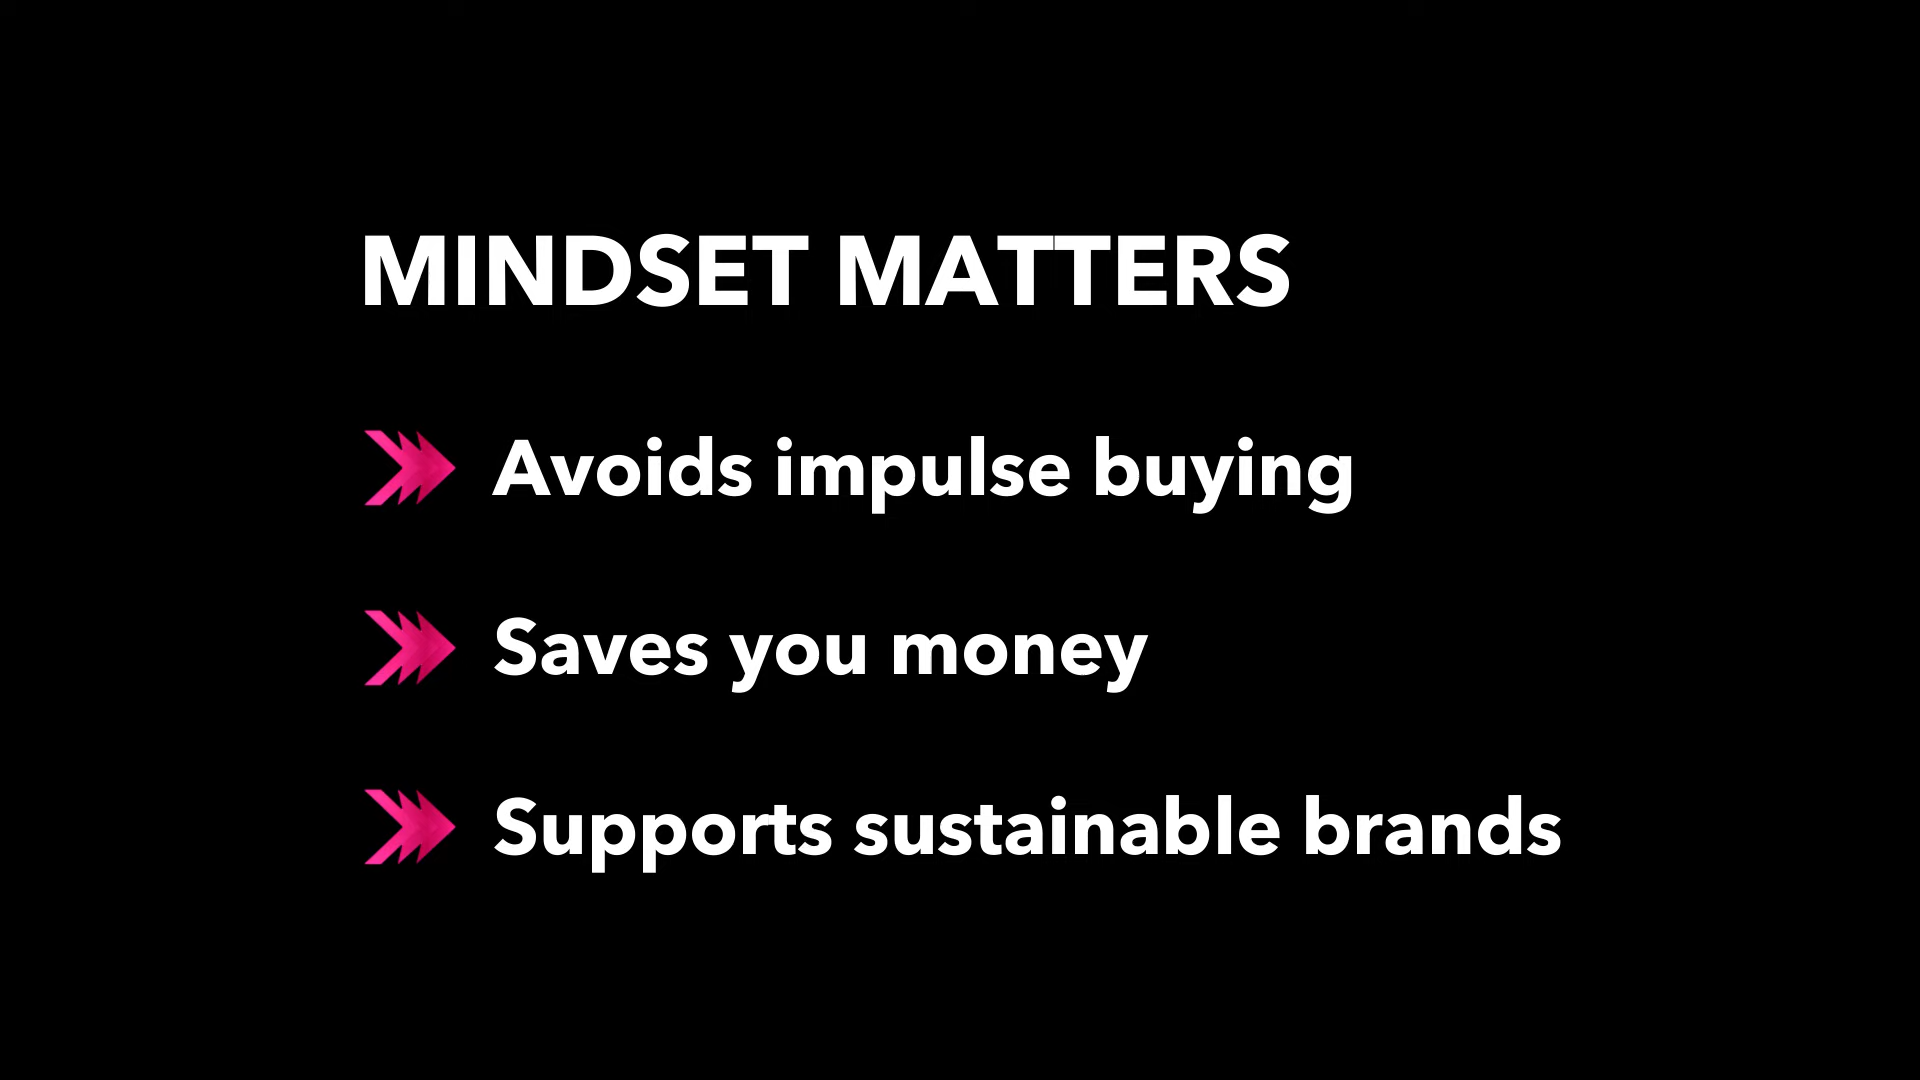 MINDSET MATTERS
Avoids impulse buying
Saves you money
Supports sustainable brands